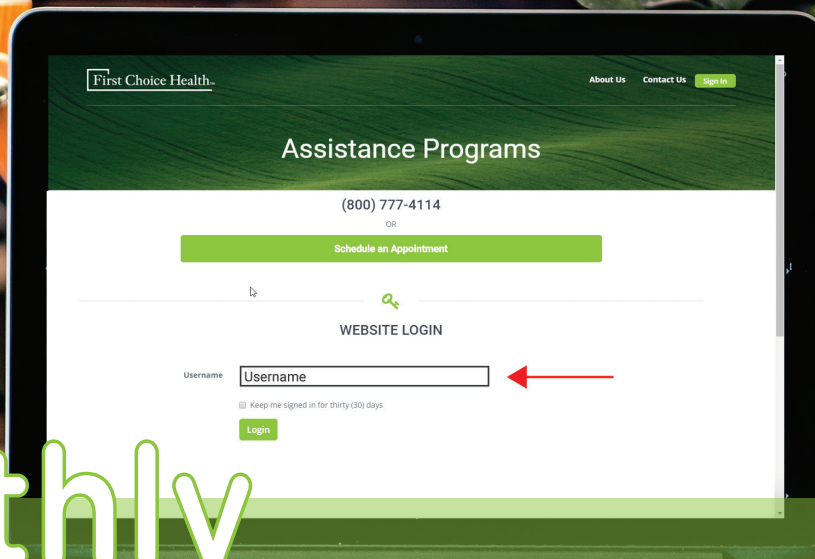 First Choice Health™
About Us Contact Us Sign In
Assistance Programs
(800) 777-4114
OR
Schedule an Appointment
WEBSITE LOGIN
Username Username
Keep me signed in for thirty (30) days
Login
thly